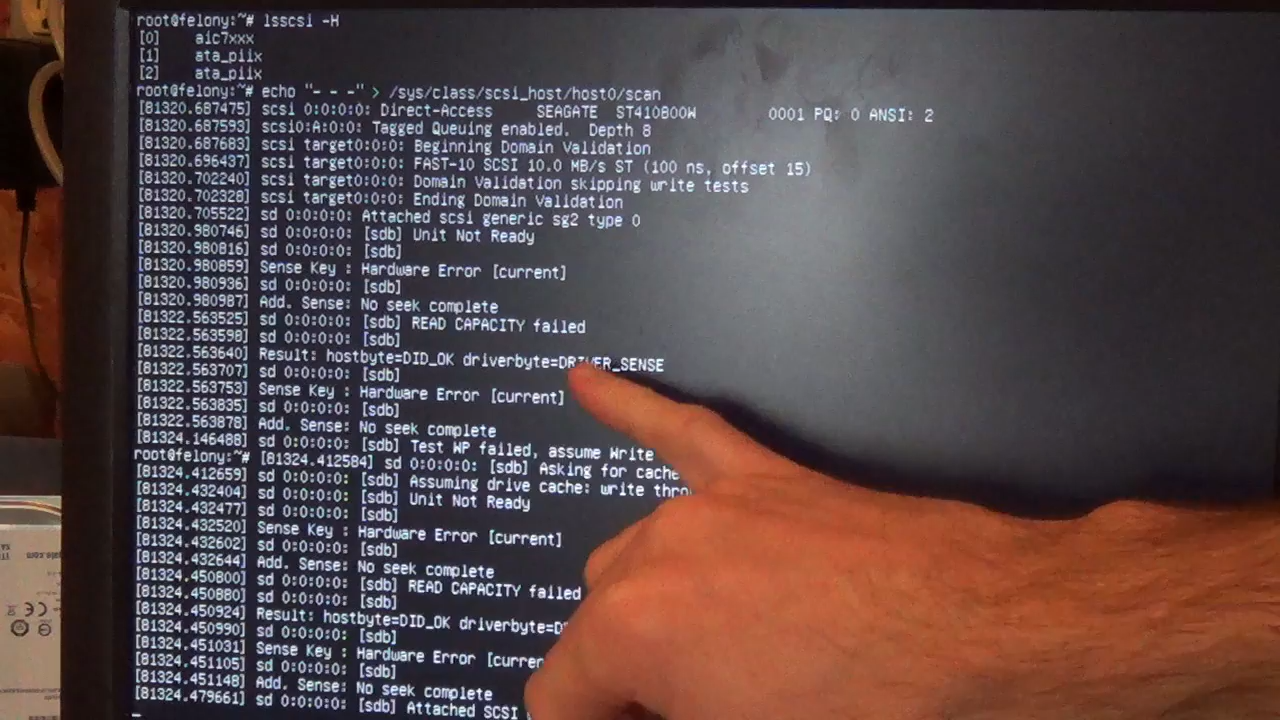 root@felony:~# lsscsi -H
[0]    aic7xxx
[1]    ata_piix
[2]    ata_piix
root@felony:~# echo "- - -" > /sys/class/scsi_host/host0/scan
[81320.687475] scsi 0:0:0:0: Direct-Access     SEAGATE  ST410800W        0001 PQ: 0 ANSI: 2
[81320.687593] scsi0:A:0:0: Tagged Queuing enabled.  Depth 8
[81320.687683] scsi target0:0:0: Beginning Domain Validation
[81320.696437] scsi target0:0:0: FAST-10 SCSI 10.0 MB/s ST (100 ns, offset 15)
[81320.702240] scsi target0:0:0: Domain Validation skipping write tests
[81320.702328] scsi target0:0:0: Ending Domain Validation
[81320.705522] sd 0:0:0:0: Attached scsi generic sg2 type 0
[81320.980746] sd 0:0:0:0: [sdb] Unit Not Ready
[81320.980816] sd 0:0:0:0: [sdb]
[81320.980859] Sense Key : Hardware Error [current]
[81320.980936] sd 0:0:0:0: [sdb]
[81320.980987] Add. Sense: No seek complete
[81322.563525] sd 0:0:0:0: [sdb] READ CAPACITY failed
[81322.563598] sd 0:0:0:0: [sdb]
[81322.563640] Result: hostbyte=DID_OK driverbyte=DRIVER_SENSE
[81322.563707] sd 0:0:0:0: [sdb]
[81322.563753] Sense Key : Hardware Error [current]
[81322.563835] sd 0:0:0:0: [sdb]
[81322.563878] Add. Sense: No seek complete
[81324.146488] sd 0:0:0:0: [sdb] Test WP failed, assume Write
root@felony:~# [81324.412584] sd 0:0:0:0: [sdb] Asking for cache
[81324.412659] sd 0:0:0:0: [sdb] Assuming drive cache: write thro
[81324.432404] sd 0:0:0:0: [sdb] Unit Not Ready
[81324.432477] sd 0:0:0:0: [sdb]
[81324.432520] Sense Key : Hardware Error [current]
[81324.432602] sd 0:0:0:0: [sdb]
[81324.432644] Add. Sense: No seek complete
[81324.450800] sd 0:0:0:0: [sdb] READ CAPACITY failed
[81324.450880] sd 0:0:0:0: [sdb]
[81324.450924] Result: hostbyte=DID_OK driverbyte=D
[81324.450990] sd 0:0:0:0: [sdb]
[81324.451031] Sense Key : Hardware Error [curren
[81324.451105] sd 0:0:0:0: [sdb]
[81324.451148] Add. Sense: No seek complete
[81324.479661] sd 0:0:0:0: [sdb] Attached SCSI